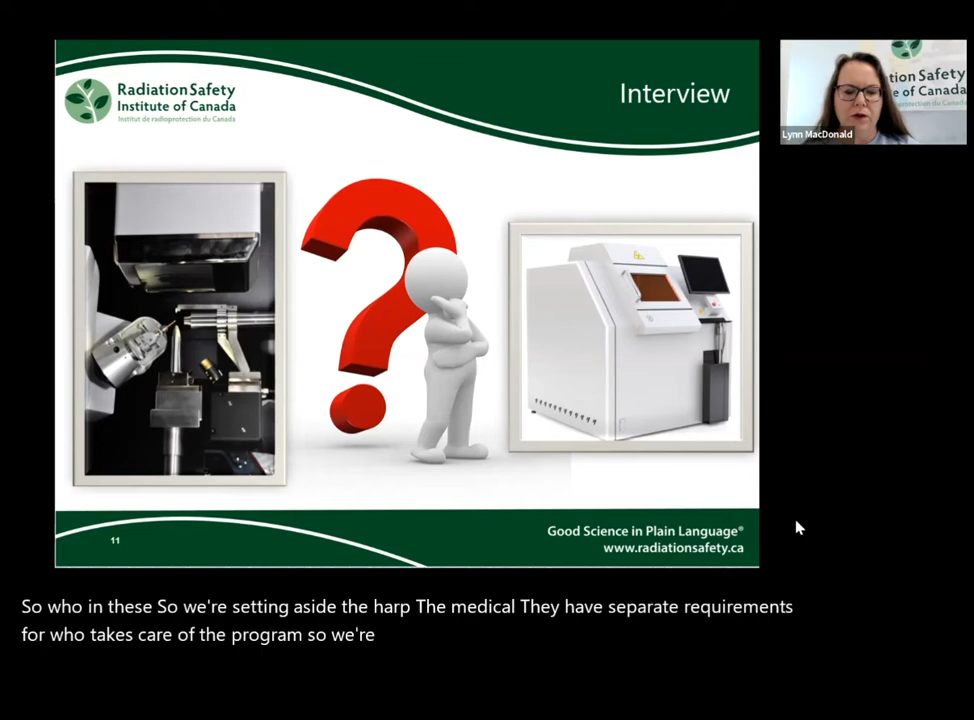 Radiation Safety
Institute of Canada
Institut de radioprotection du Canada
Interview
tion Safety
te of Canada
Lynn MacDonald
Good Science in Plain Language®
www.radiationsafety.ca
11
So who in these So we're setting aside the harp The medical They have separate requirements
for who takes care of the program so we're